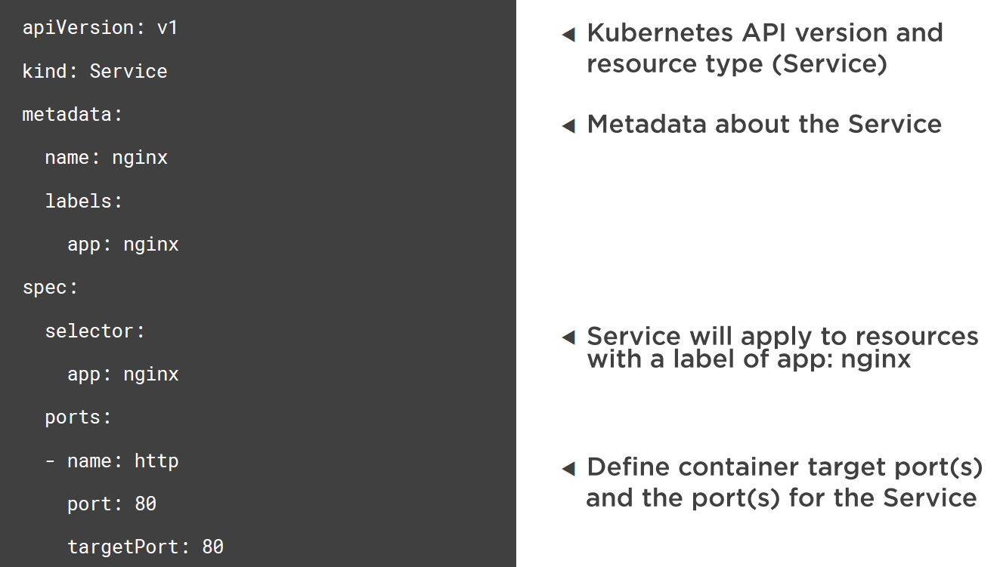 apiVersion: v1
kind: Service
metadata:
  name: nginx
  labels:
    app: nginx
spec:
  selector:
    app: nginx
  ports:
  - name: http
    port: 80
    targetPort: 80
◄ Kubernetes API version and
resource type (Service)
◄ Metadata about the Service
◄ Service will apply to resources
with a label of app: nginx
◄ Define container target port(s)
and the port(s) for the Service